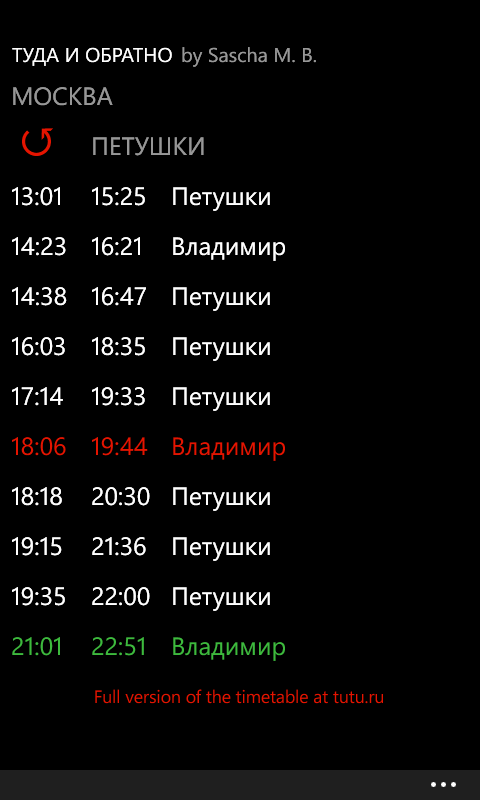 ТУДА И ОБРАТНО by Sascha M. B.
МОСКВА
ПЕТУШКИ
13:01 15:25 Петушки
14:23 16:21 Владимир
14:38 16:47 Петушки
16:03 18:35 Петушки
17:14 19:33 Петушки
18:06 19:44 Владимир
18:18 20:30 Петушки
19:15 21:36 Петушки
19:35 22:00 Петушки
21:01 22:51 Владимир
Full version of the timetable at tutu.ru